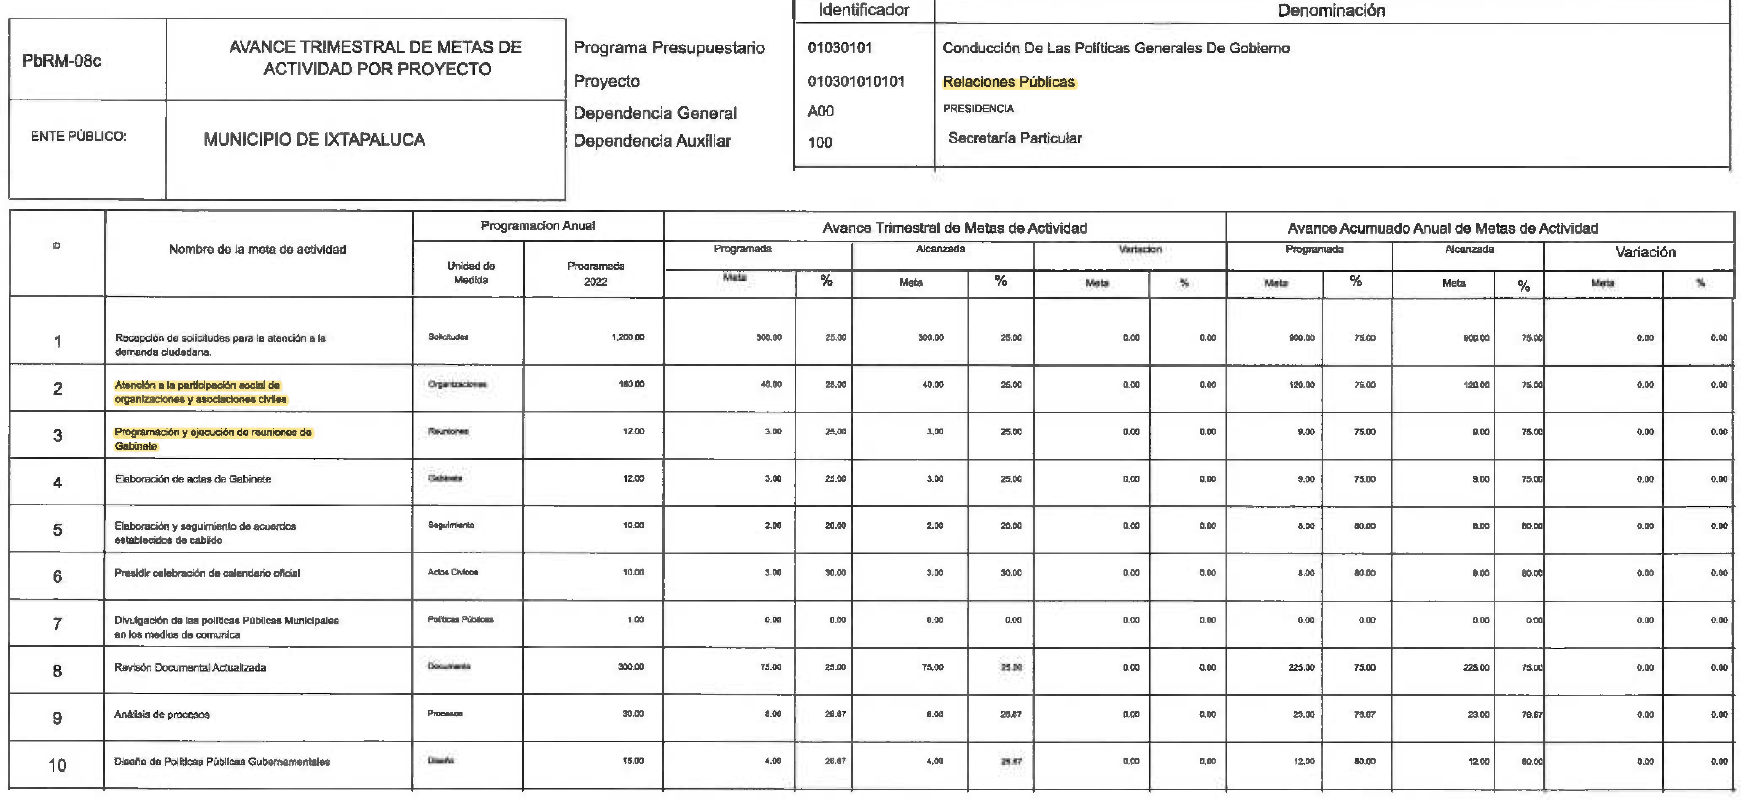 Identificador Denominación
PbRM-08c AVANCE TRIMESTRAL DE METAS DE ACTIVIDAD POR PROYECTO
ENTE PÚBLICO: MUNICIPIO DE IXTAPALUCA
Programa Presupuestario 01030101 Conducción De Las Políticas Generales De Gobierno
Proyecto 010301010101 Relaciones Públicas
Dependencia General A00 PRESIDENCIA
Dependencia Auxiliar 100 Secretaría Particular
ID Nombre de la meta de actividad Programacion Anual Avance Trimestral de Metas de Actividad Avance Acumuado Anual de Metas de Actividad
Unidad de Medida Programada 2022 Programada Alcanzada Variacion Programada Alcanzada Variación
Meta % Meta % Meta % Meta % Meta % Meta %
1 Recepción de solicitudes para la atención a la Solicitudes 1,200.00 300.00 25.00 300.00 25.00 0.00 0.00 900.00 75.00 900.00 75.00 0.00 0.00
demanda ciudadana.
2 Atención a la participación social de Organizaciones 160.00 40.00 25.00 40.00 25.00 0.00 0.00 120.00 75.00 120.00 75.00 0.00 0.00
organizaciones y asociaciones civiles
3 Programación y ejecución de reuniones de Reuniones 12.00 3.00 25.00 3.00 25.00 0.00 0.00 9.00 75.00 9.00 75.00 0.00 0.00
Gabinete
4 Elaboración de actas de Gabinete Gabinete 12.00 3.00 25.00 3.00 25.00 0.00 0.00 9.00 75.00 9.00 75.00 0.00 0.00
5 Elaboración y seguimiento de acuerdos Seguimiento 10.00 2.00 20.00 2.00 20.00 0.00 0.00 8.00 80.00 8.00 80.00 0.00 0.00
establecidos de cabildo
6 Presidir celebración de calendario oficial Actos Cívicos 10.00 3.00 30.00 3.00 30.00 0.00 0.00 8.00 80.00 8.00 80.00 0.00 0.00
7 Divulgación de las políticas Públicas Municipales Políticas Públicas 1.00 0.00 0.00 0.00 0.00 0.00 0.00 0.00 0.00 0.00 0.00 0.00 0.00
en los medios de comunica
8 Revisón Documental Actualizada Documento 300.00 75.00 25.00 75.00 25.00 0.00 0.00 225.00 75.00 225.00 75.00 0.00 0.00
9 Análisis de procesos Procesos 30.00 8.00 26.67 8.00 26.67 0.00 0.00 23.00 76.67 23.00 76.67 0.00 0.00
10 Diseño de Políticas Públicas Gubernamentales Diseño 15.00 4.00 26.67 4.00 26.67 0.00 0.00 12.00 80.00 12.00 80.00 0.00 0.00